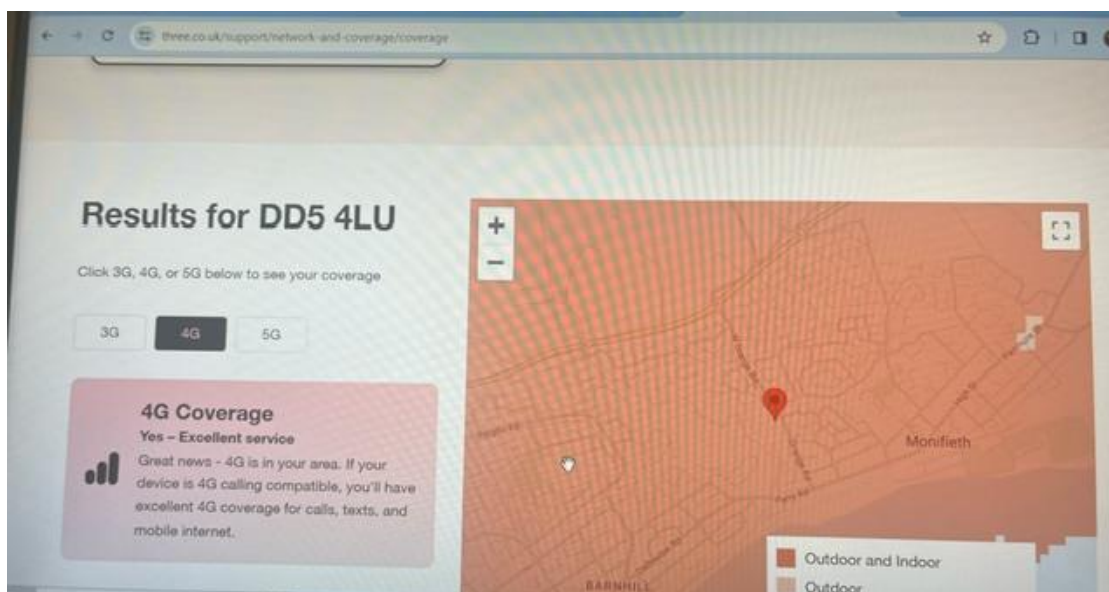 three.co.uk/support/network-and-coverage/coverage
Results for DD5 4LU
Click 3G, 4G, or 5G below to see your coverage
3G
4G
5G
4G Coverage
Yes – Excellent service
Great news - 4G is in your area. If your
device is 4G calling compatible, you'll have
excellent 4G coverage for calls, texts, and
mobile internet.
+
−
Monifieth
High St
BARNHILL
Outdoor and Indoor
Outdoor